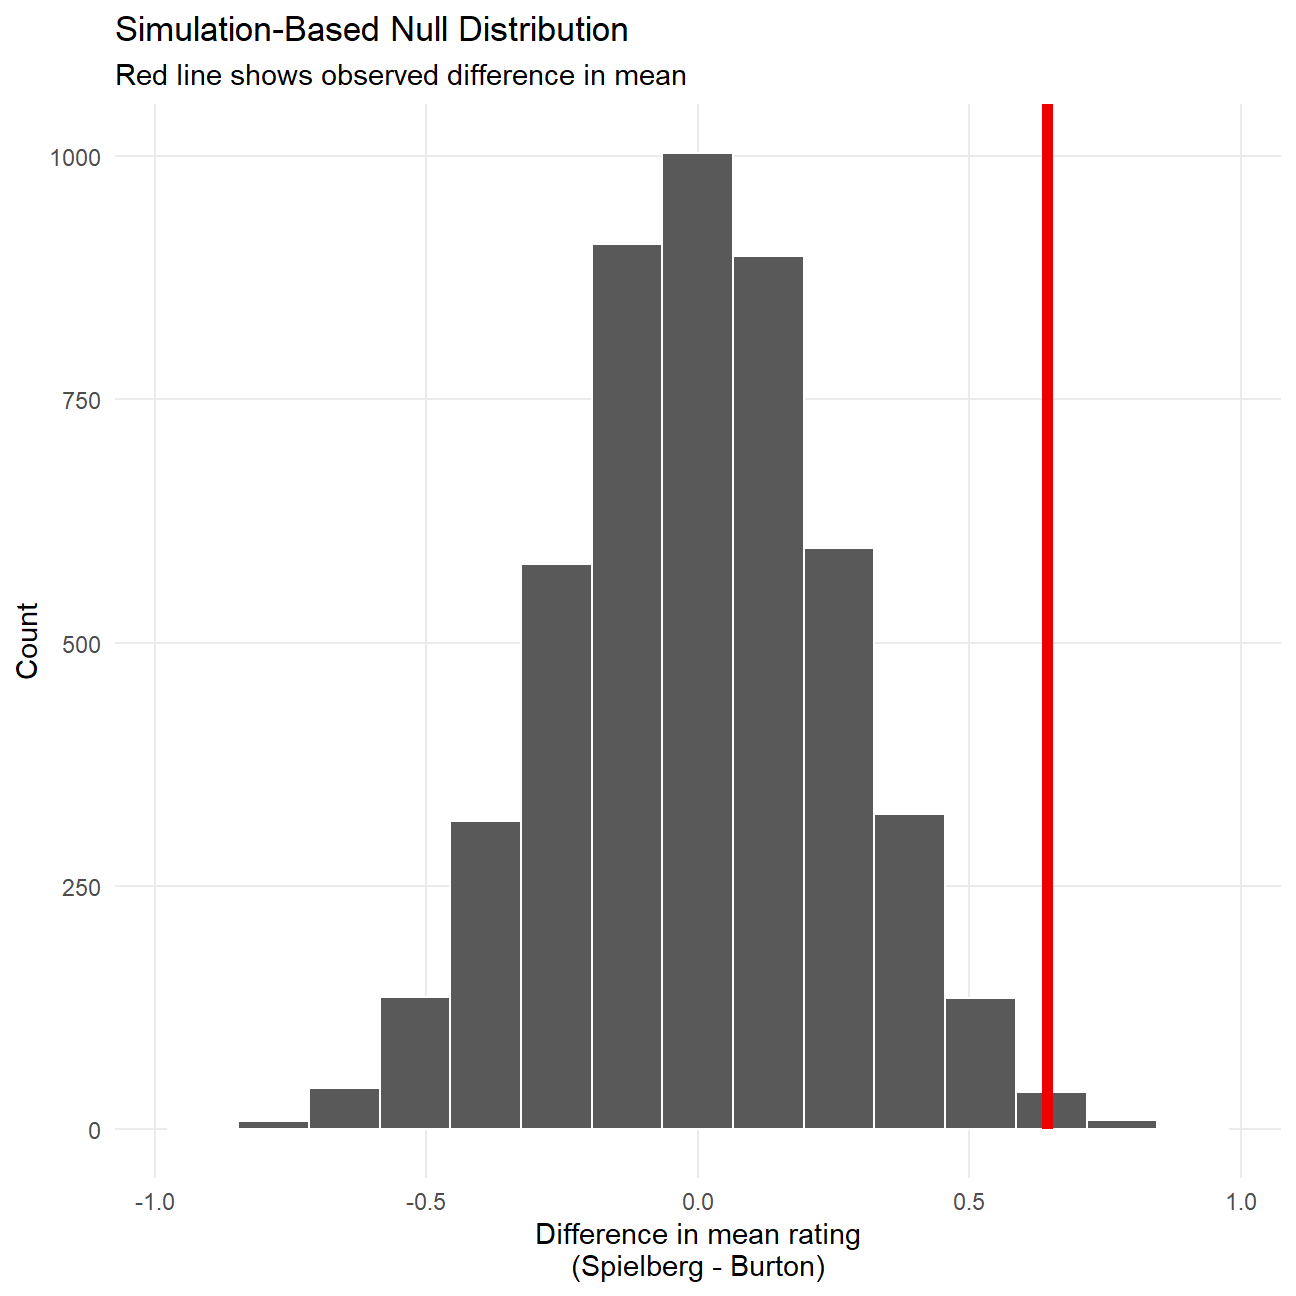 Simulation-Based Null Distribution
Red line shows observed difference in mean
Count
1000
750
500
250
0
-1.0 -0.5 0.0 0.5 1.0
Difference in mean rating
(Spielberg - Burton)